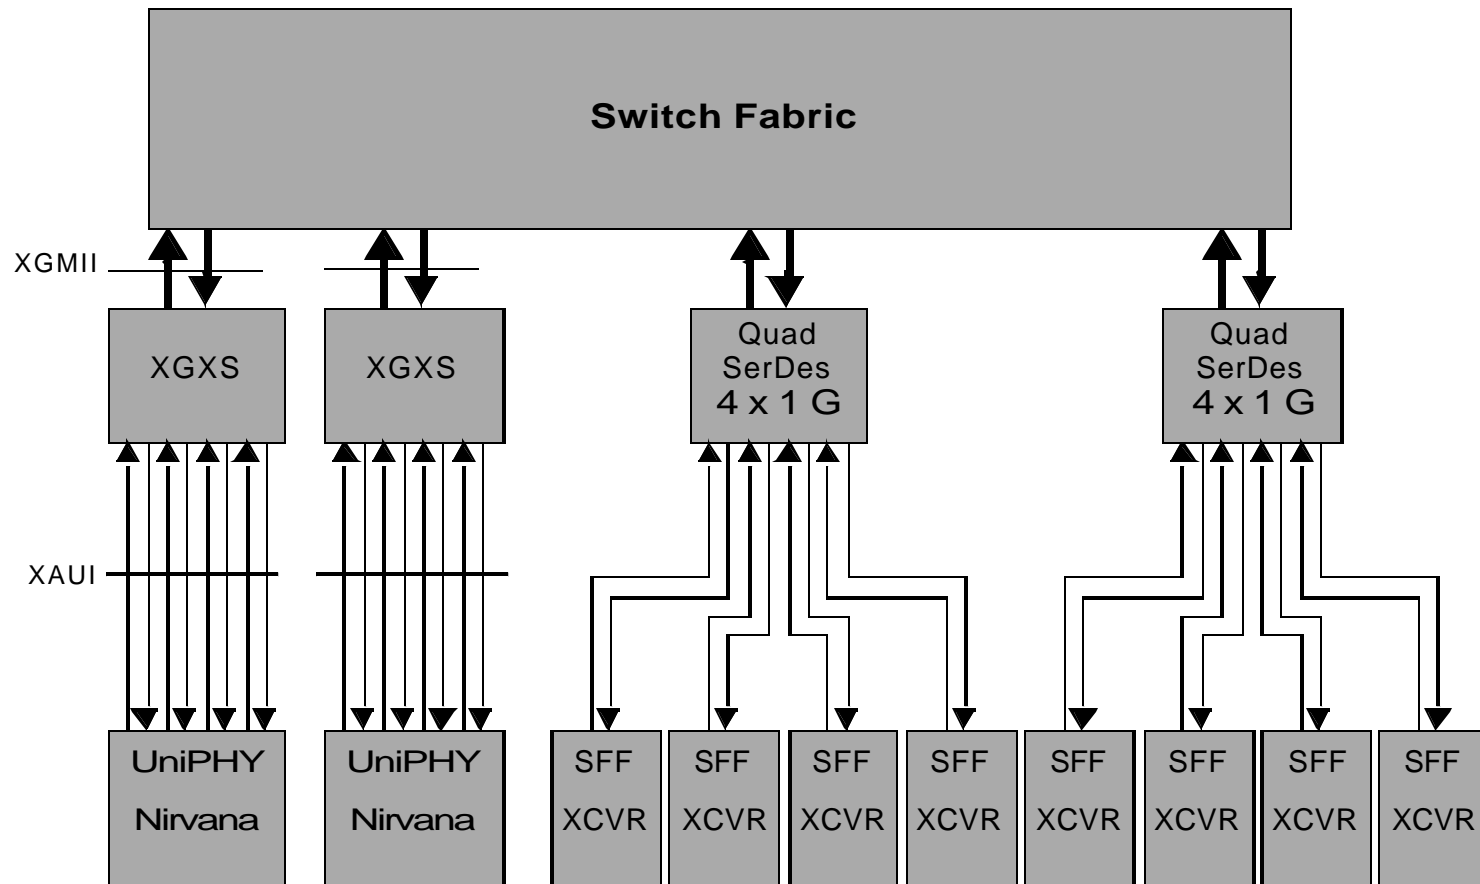 Switch Fabric
XGMII
XGXS
XGXS
Quad
SerDes
4 x 1 G
Quad
SerDes
4 x 1 G
XAUI
UniPHY
Nirvana
UniPHY
Nirvana
SFF
XCVR
SFF
XCVR
SFF
XCVR
SFF
XCVR
SFF
XCVR
SFF
XCVR
SFF
XCVR
SFF
XCVR